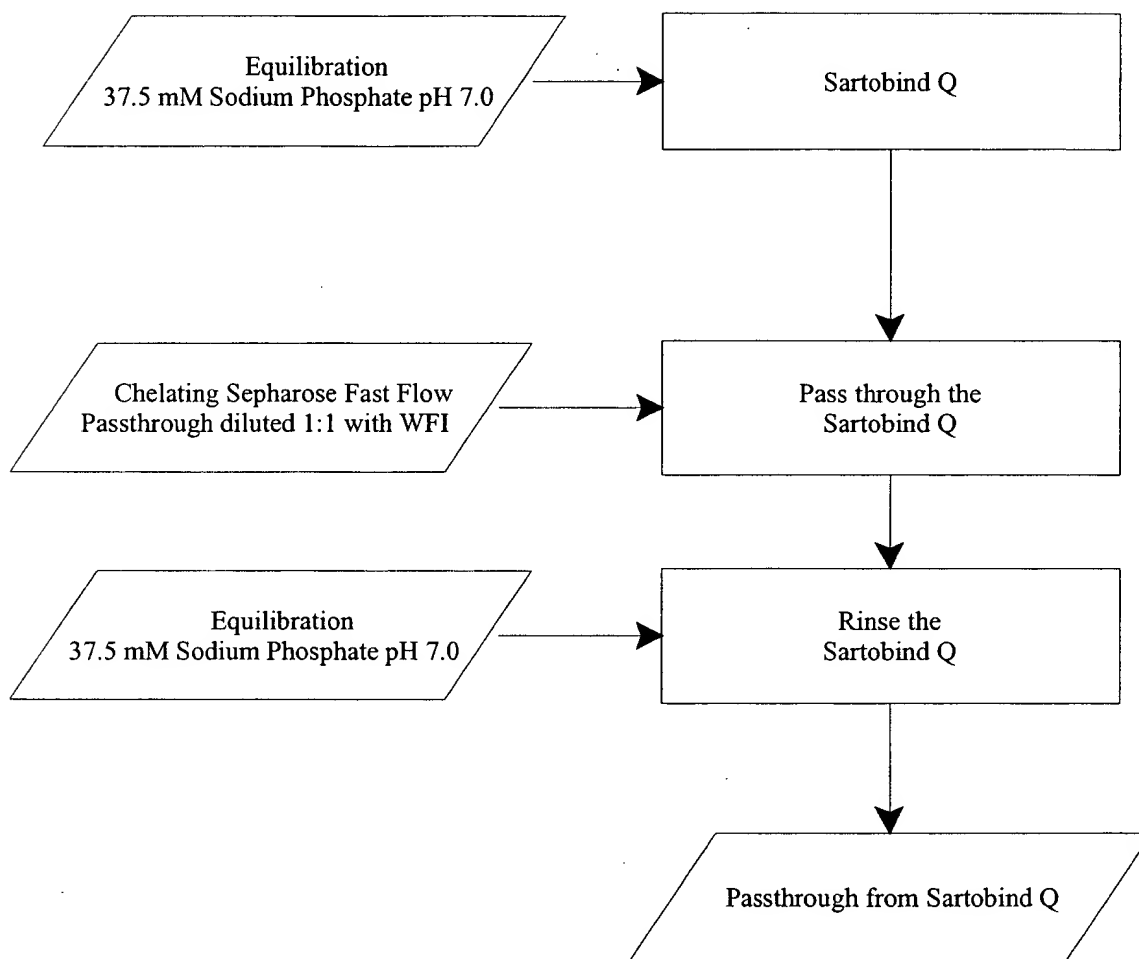 Equilibration
37.5 mM Sodium Phosphate pH 7.0
Sartobind Q
Chelating Sepharose Fast Flow
Passthrough diluted 1:1 with WFI
Pass through the
Sartobind Q
Equilibration
37.5 mM Sodium Phosphate pH 7.0
Rinse the
Sartobind Q
Passthrough from Sartobind Q